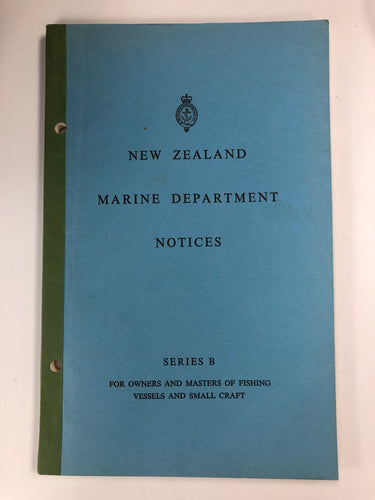 NEW ZEALAND
MARINE DEPARTMENT
NOTICES
SERIES B
FOR OWNERS AND MASTERS OF FISHING
VESSELS AND SMALL CRAFT